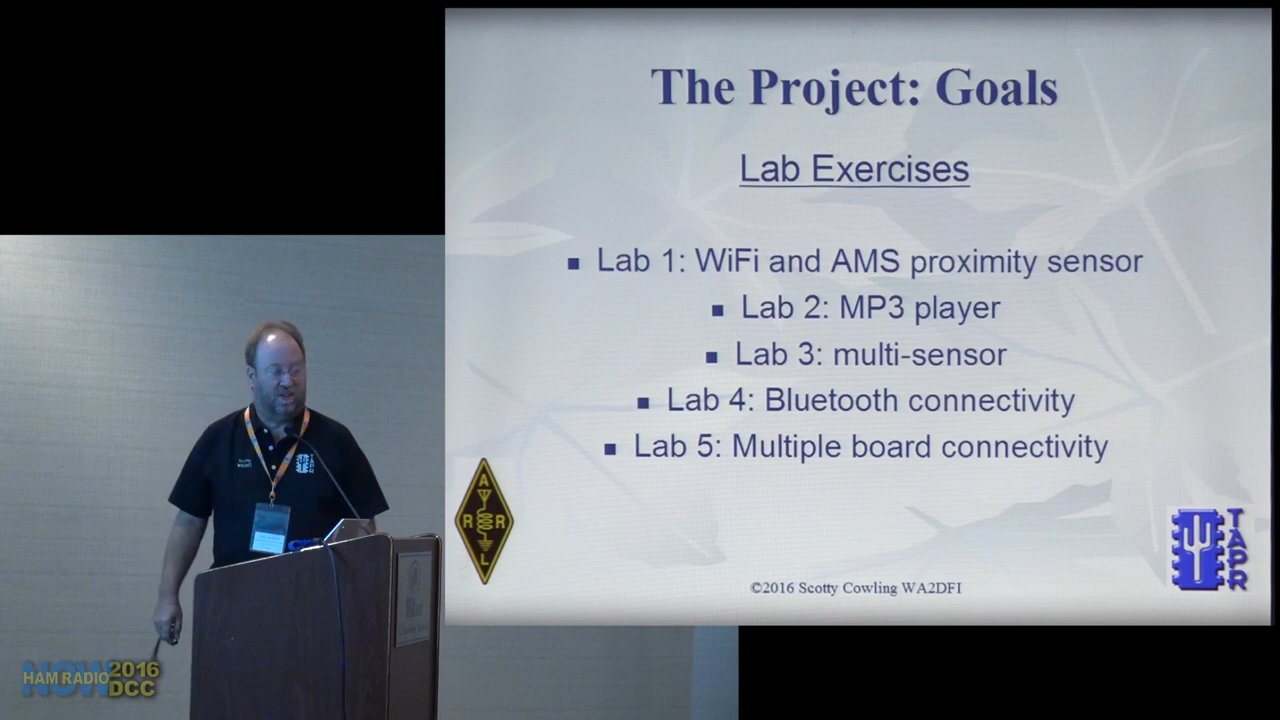 The Project: Goals
Lab Exercises
Lab 1: WiFi and AMS proximity sensor
Lab 2: MP3 player
Lab 3: multi-sensor
Lab 4: Bluetooth connectivity
Lab 5: Multiple board connectivity
A
R R
L
TAPR
©2016 Scotty Cowling WA2DFI
TAPR
HAM RADIO
NOW
2016
DCC